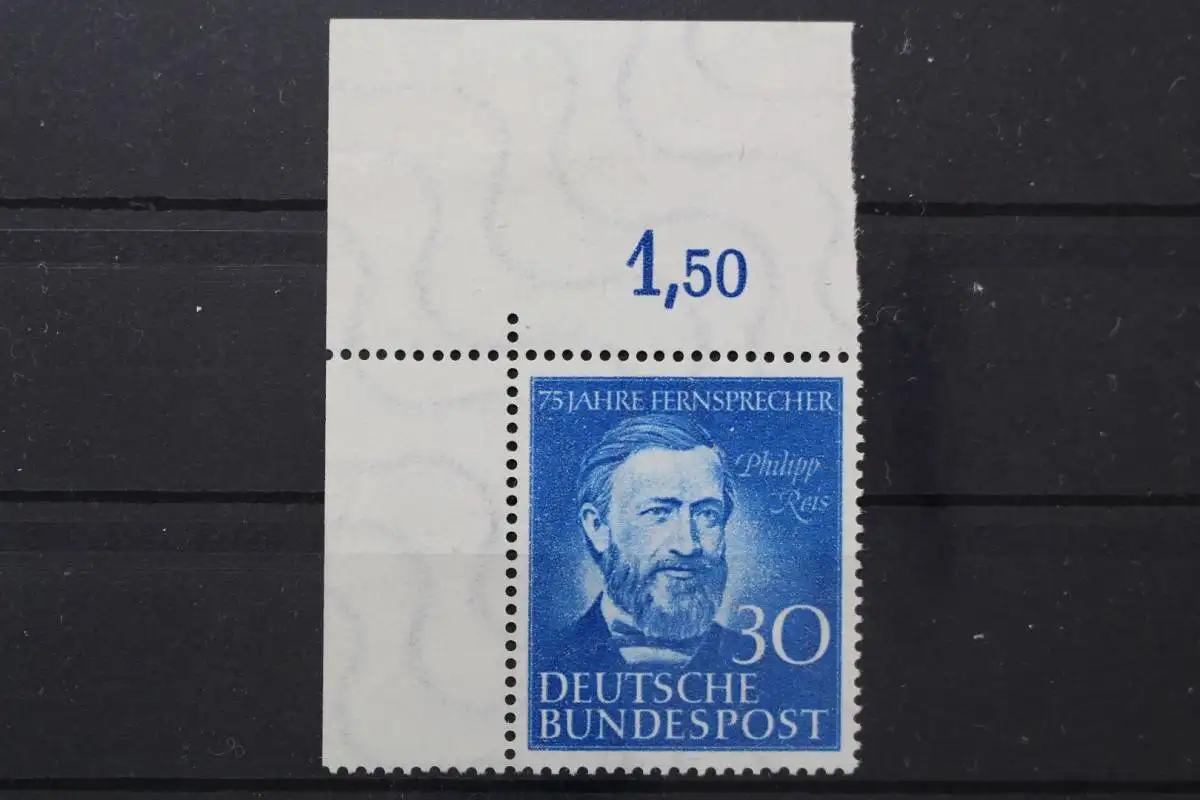 1,50
75 JAHRE FERNSPRECHER
Philipp
Reis
30
DEUTSCHE
BUNDESPOST